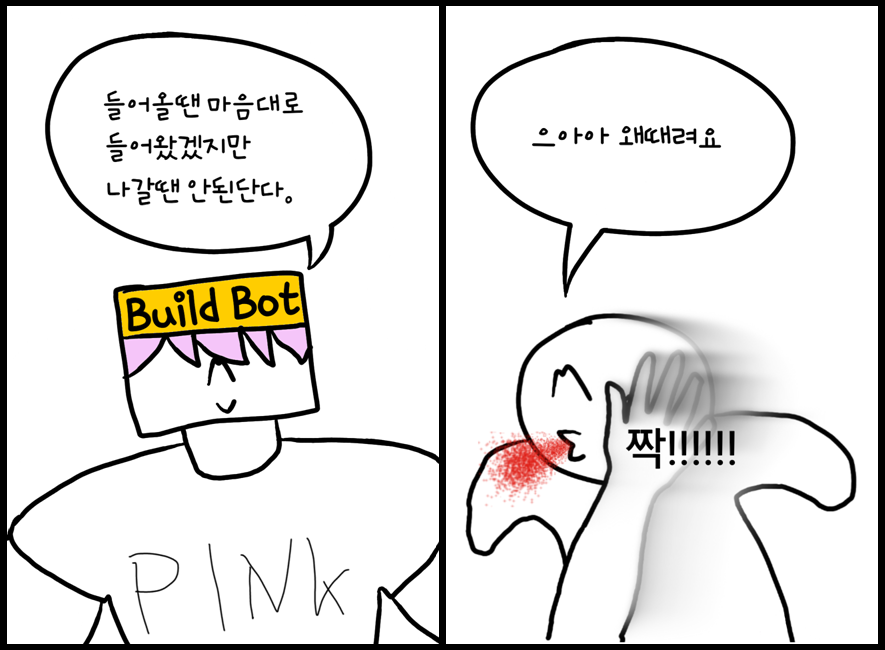 들어올땐 마음대로
들어왔겠지만
나갈땐 안된단다。
Build Bot
PINK
으아아 왜때려요
짝!!!!!!